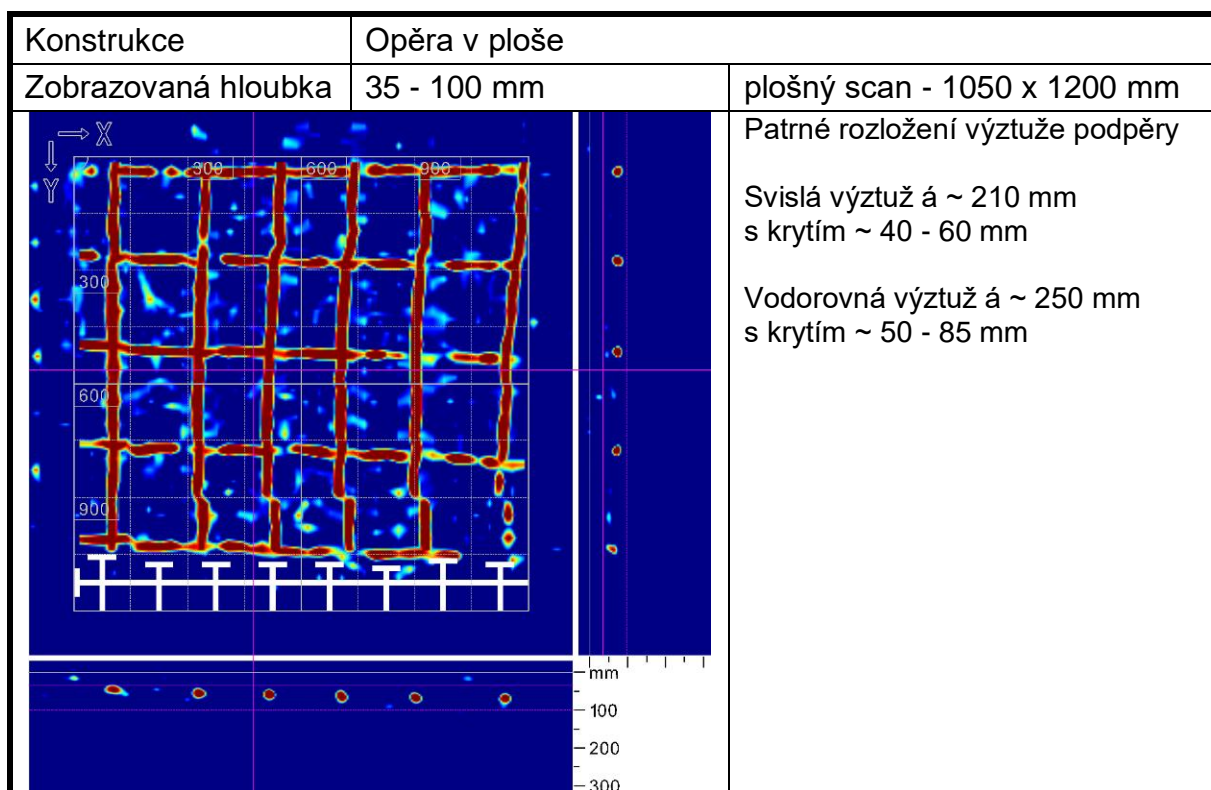 Konstrukce
Opěra v ploše
Zobrazovaná hloubka
35 - 100 mm
plošný scan - 1050 x 1200 mm
Patrné rozložení výztuže podpěry
Svislá výztuž á ~ 210 mm
s krytím ~ 40 - 60 mm
Vodorovná výztuž á ~ 250 mm
s krytím ~ 50 - 85 mm
X
Y
300
600
900
300
600
900
mm
100
200
300